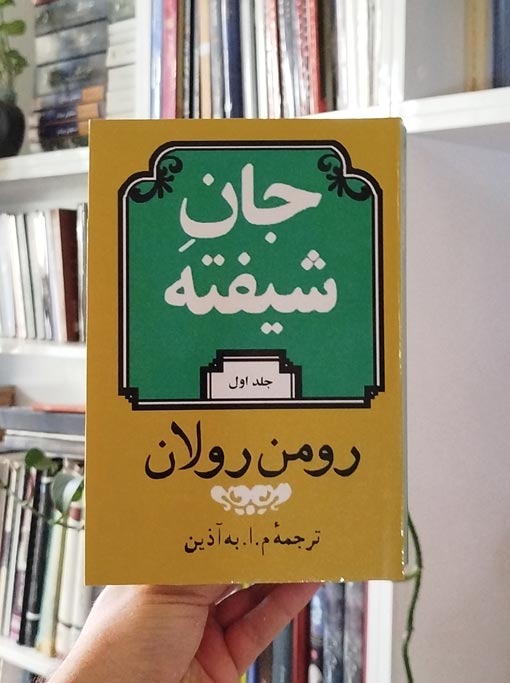 جانِ
شیفته
جلد اول
رومن رولان
ترجمهٔ م. ا. به آذین